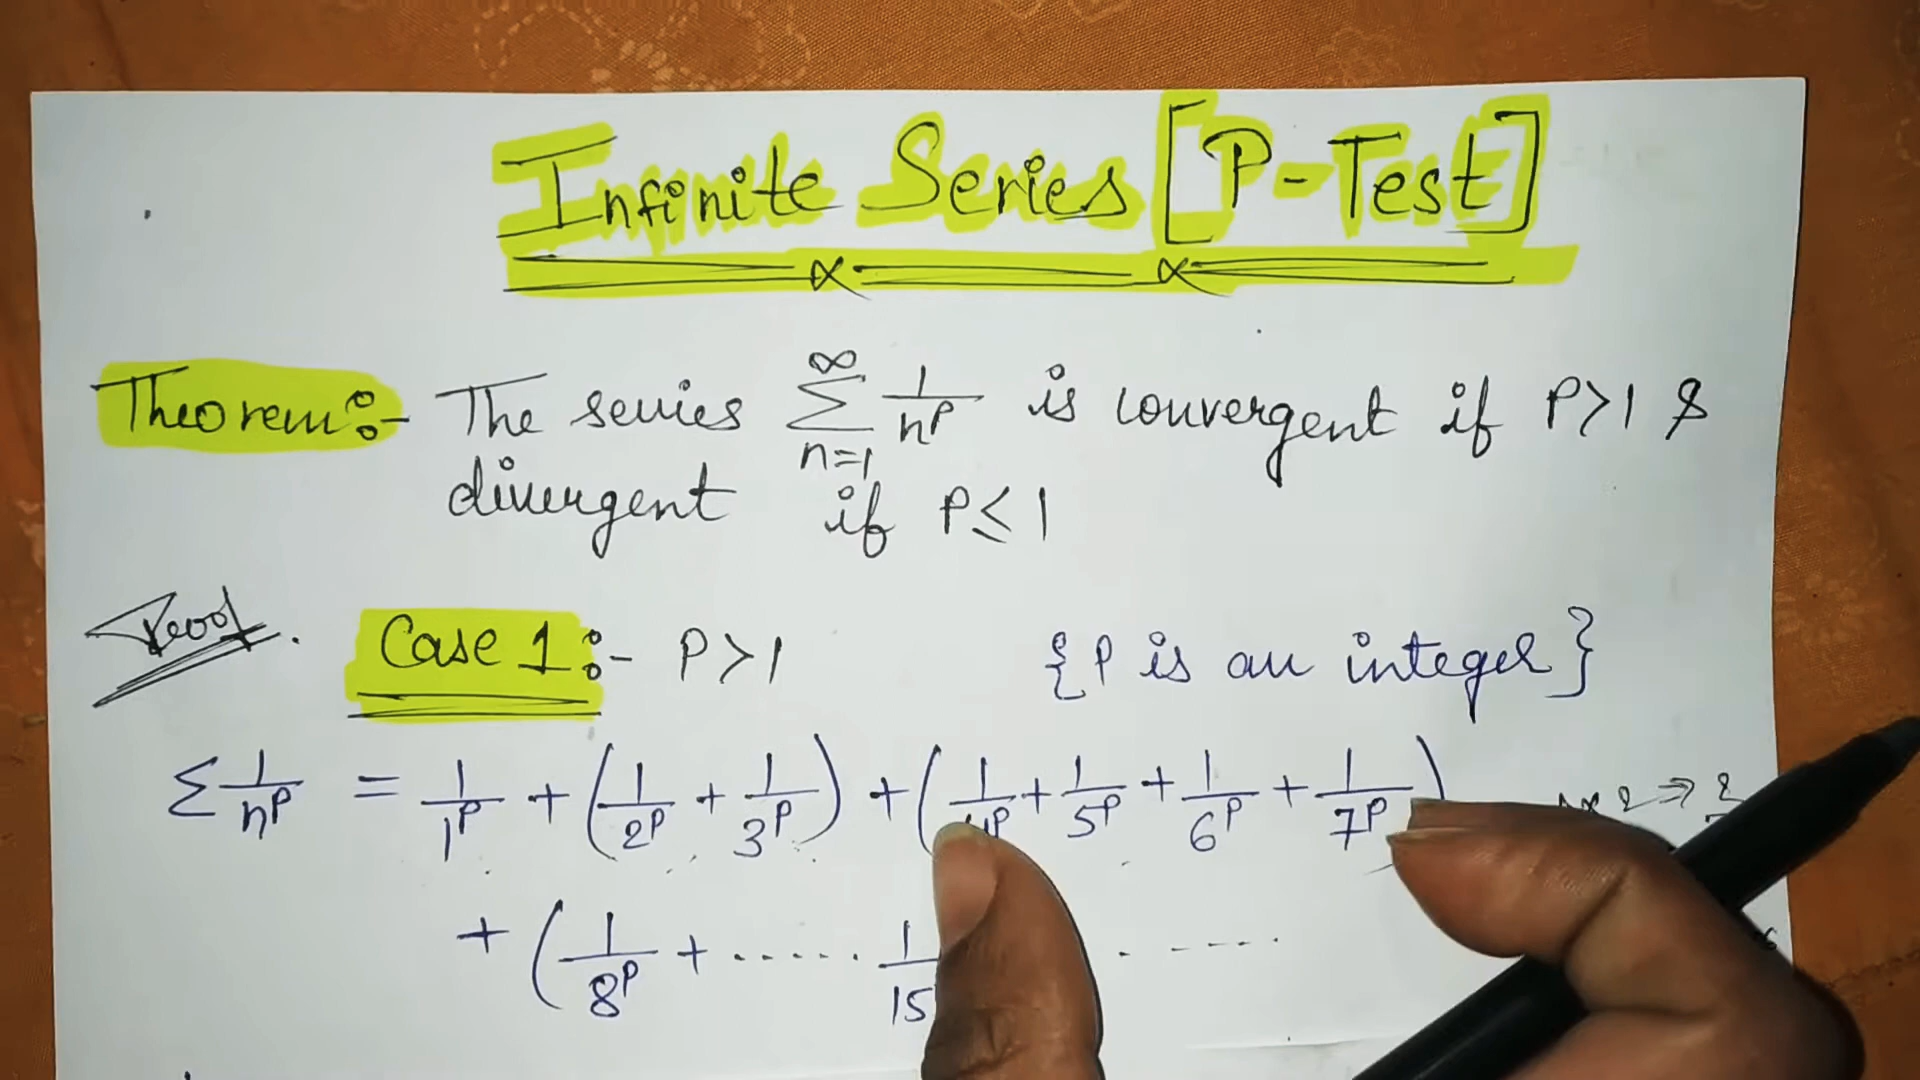 Infinite Series [P-Test]
Theorem:- The series ∞∑n=1 1/n^p is convergent if P>1 &
divergent if P≤1
Proof. Case 1:- P>1 {P is an integer}
∑ 1/n^p = 1/1^p + (1/2^p + 1/3^p) + (1/4^p + 1/5^p + 1/6^p + 1/7^p)
+ (1/8^p + ..... 1/15